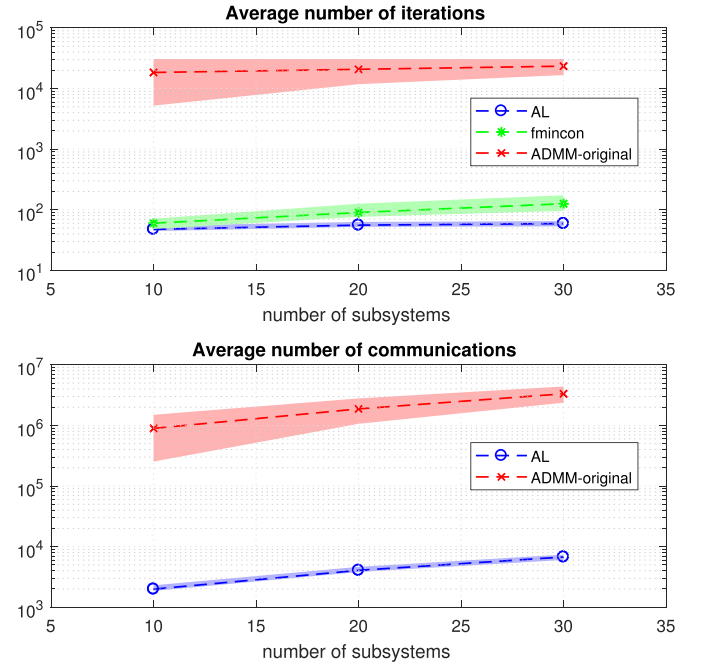 Average number of iterations
10^5
10^4
10^3
10^2
10^1
AL
fmincon
ADMM-original
5 10 15 20 25 30 35
number of subsystems
Average number of communications
10^7
10^6
10^5
10^4
10^3
AL
ADMM-original
5 10 15 20 25 30 35
number of subsystems